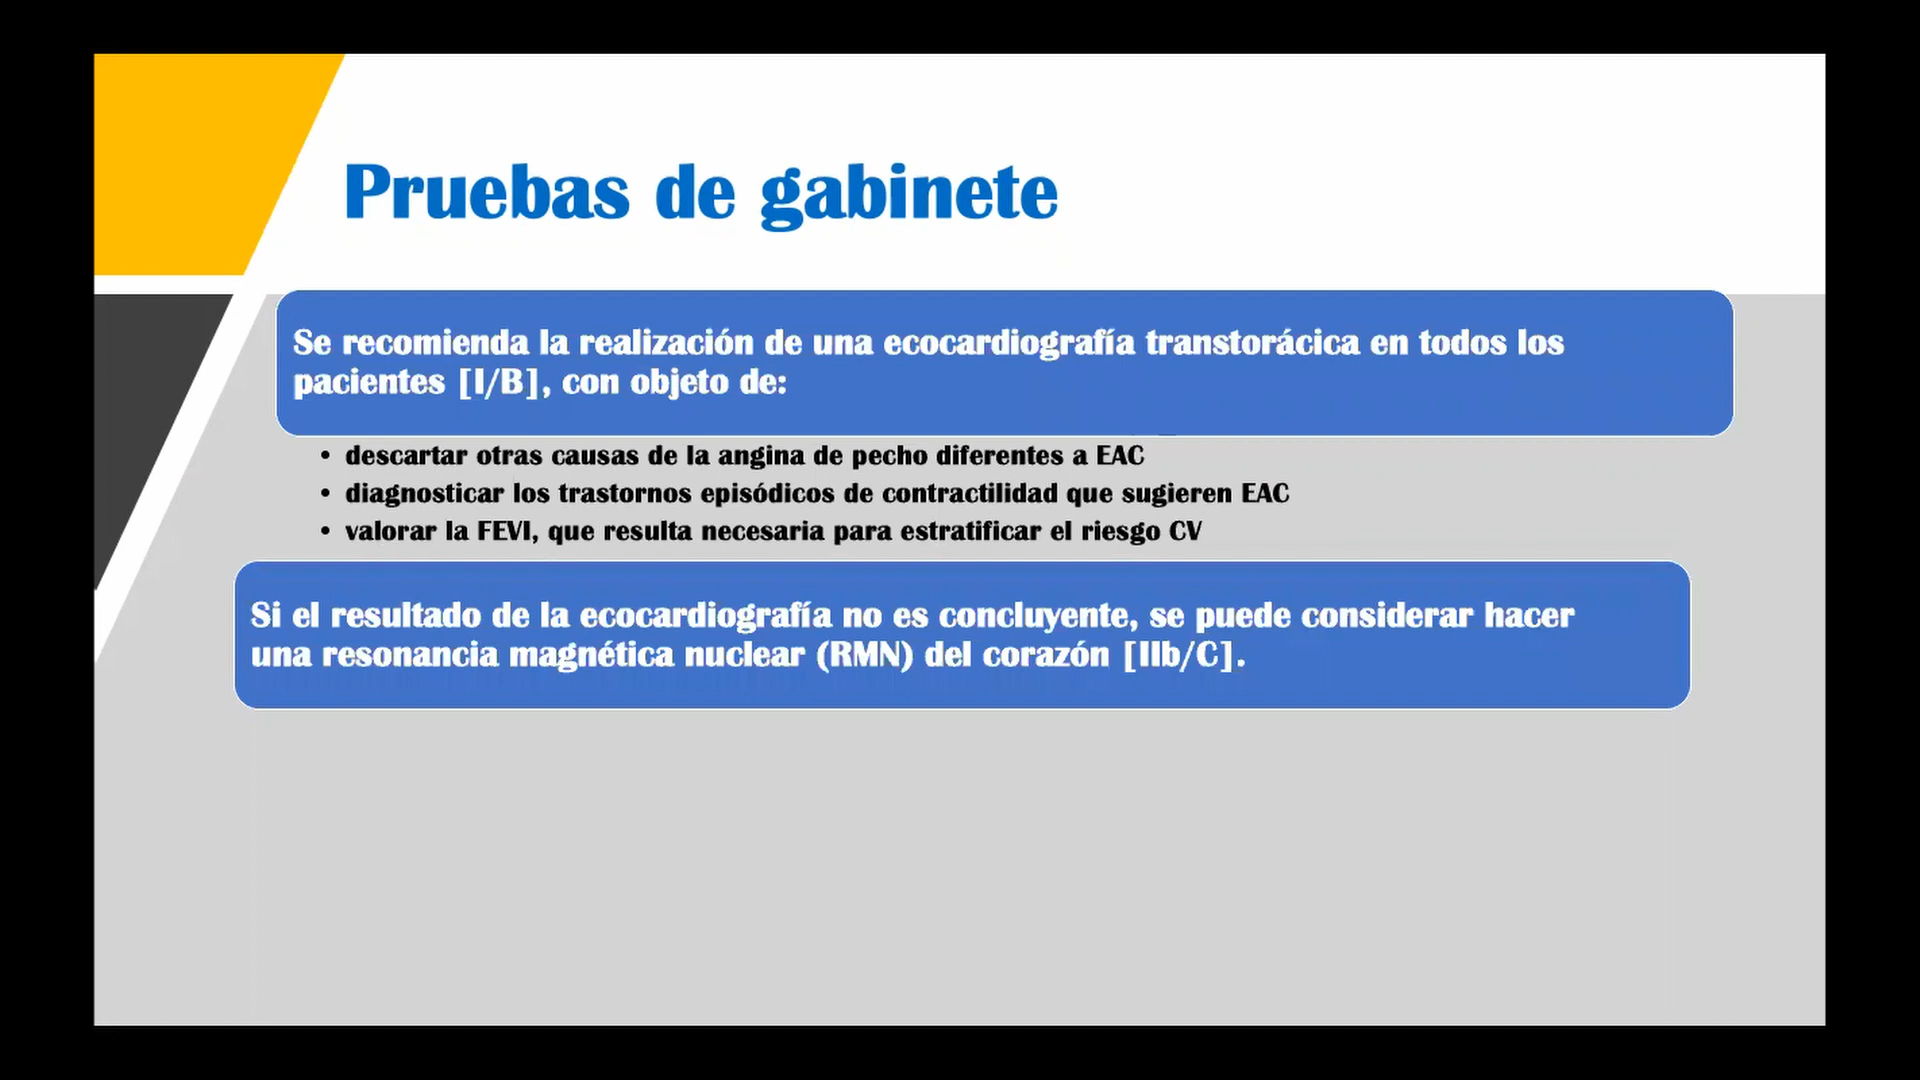 Pruebas de gabinete
Se recomienda la realización de una ecocardiografía transtorácica en todos los
pacientes [I/B], con objeto de:
• descartar otras causas de la angina de pecho diferentes a EAC
• diagnosticar los trastornos episódicos de contractilidad que sugieren EAC
• valorar la FEVI, que resulta necesaria para estratificar el riesgo CV
Si el resultado de la ecocardiografía no es concluyente, se puede considerar hacer
una resonancia magnética nuclear (RMN) del corazón [IIb/C].